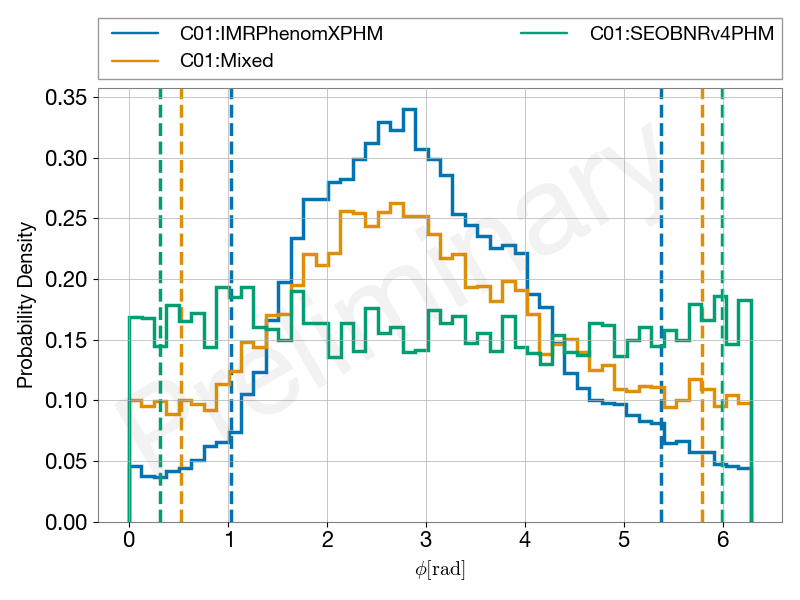 C01:IMRPhenomXPHM
C01:Mixed
C01:SEOBNRv4PHM
0.35
0.30
0.25
0.20
0.15
0.10
0.05
0.00
Probability Density
Preliminary
0 1 2 3 4 5 6
ϕ[rad]